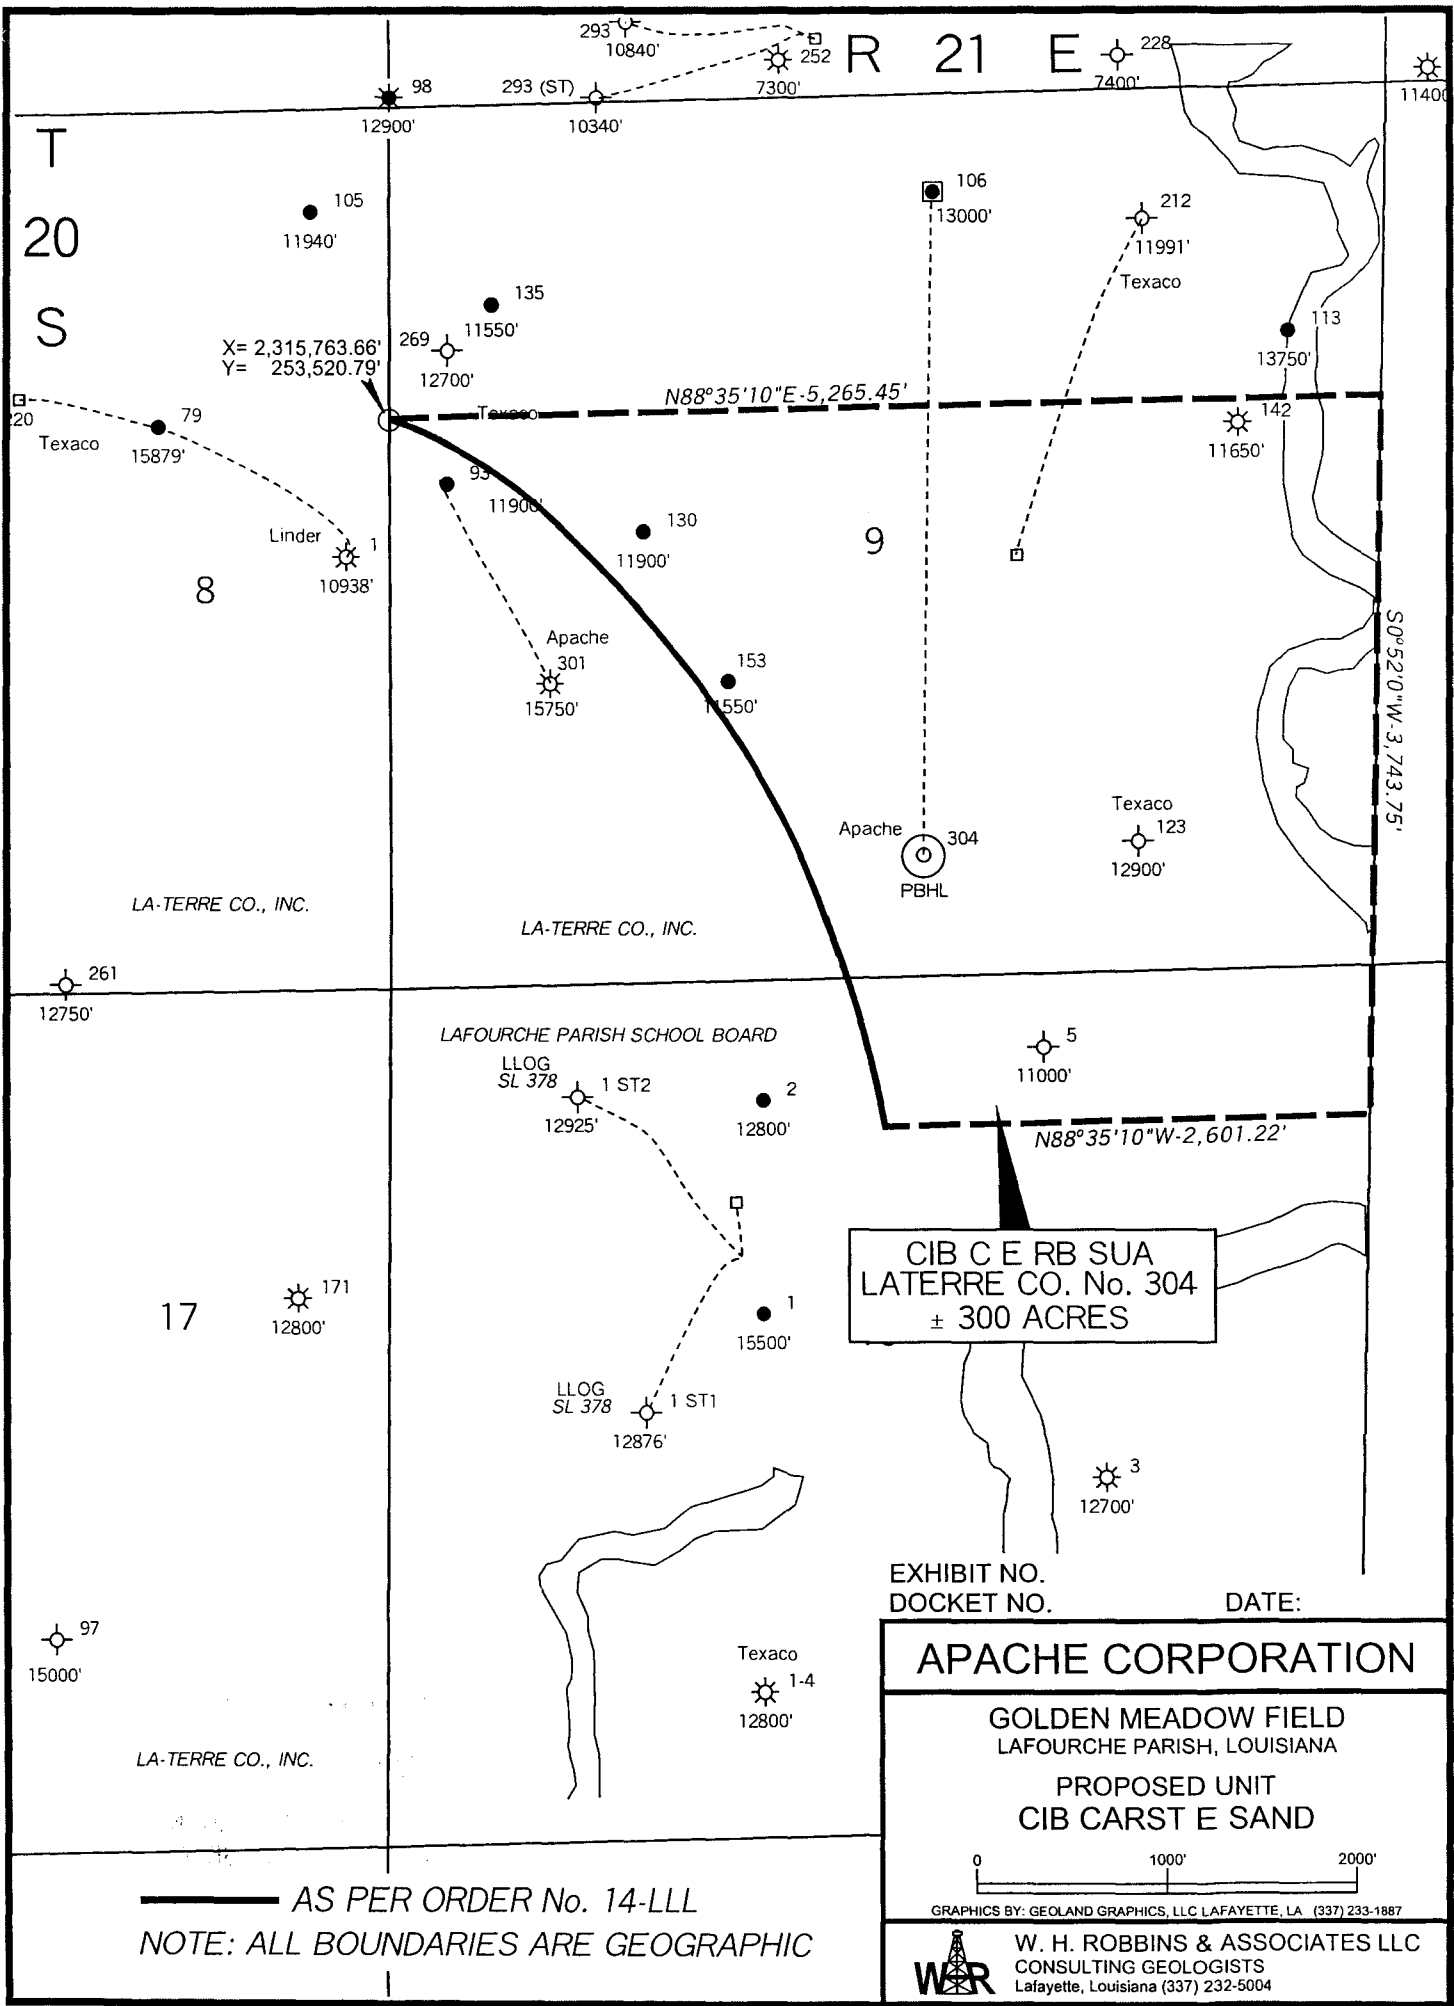 293
10840'
252
7300'
R 21 E
228
7400'
98
12900'
293 (ST)
10340'
T
20
S
105
11940'
106
13000'
212
11991'
Texaco
135
11550'
269
12700'
113
13750'
X= 2,315,763.66'
Y= 253,520.79'
N88°35'10"E-5,265.45'
Texaco
79
15879'
Texaco
142
11650'
93
11900'
130
11900'
9
Linder
1
10938'
8
Apache
301
15750'
153
11550'
S0°52'0"W-3,743.75'
Apache
304
PBHL
Texaco
123
12900'
LA-TERRE CO., INC.
LA-TERRE CO., INC.
261
12750'
LAFOURCHE PARISH SCHOOL BOARD
LLOG
SL 378
1 ST2
12925'
2
12800'
5
11000'
N88°35'10"W-2,601.22'
CIB C E RB SUA
LATERRE CO. No. 304
± 300 ACRES
17
171
12800'
1
15500'
LLOG
SL 378
1 ST1
12876'
3
12700'
97
15000'
Texaco
1-4
12800'
LA-TERRE CO., INC.
EXHIBIT NO.
DOCKET NO. DATE:
APACHE CORPORATION
GOLDEN MEADOW FIELD
LAFOURCHE PARISH, LOUISIANA
PROPOSED UNIT
CIB CARST E SAND
0 1000' 2000'
GRAPHICS BY: GEOLAND GRAPHICS, LLC LAFAYETTE, LA (337) 233-1887
AS PER ORDER No. 14-LLL
NOTE: ALL BOUNDARIES ARE GEOGRAPHIC
W R
W. H. ROBBINS & ASSOCIATES LLC
CONSULTING GEOLOGISTS
Lafayette, Louisiana (337) 232-5004